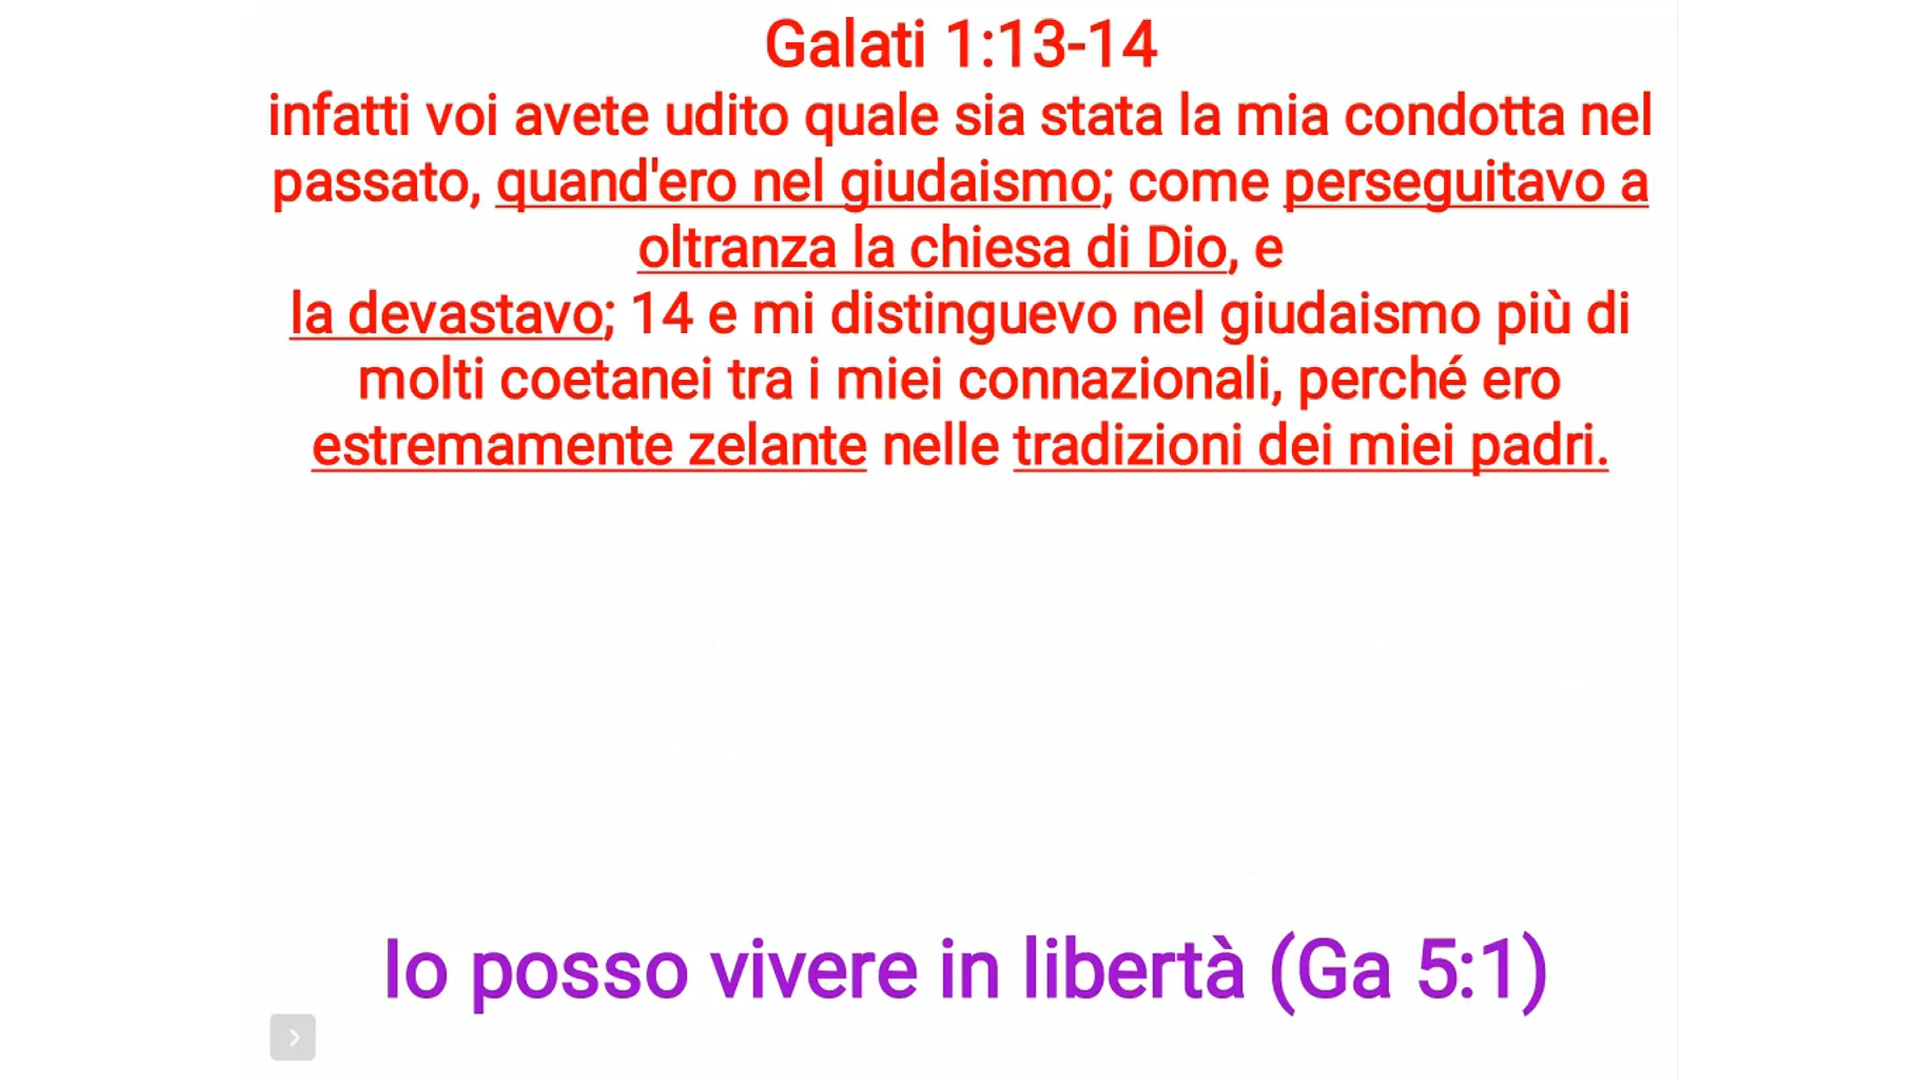 Galati 1:13-14
infatti voi avete udito quale sia stata la mia condotta nel
passato, quand'ero nel giudaismo; come perseguitavo a
oltranza la chiesa di Dio, e
la devastavo; 14 e mi distinguevo nel giudaismo più di
molti coetanei tra i miei connazionali, perché ero
estremamente zelante nelle tradizioni dei miei padri.
Io posso vivere in libertà (Ga 5:1)